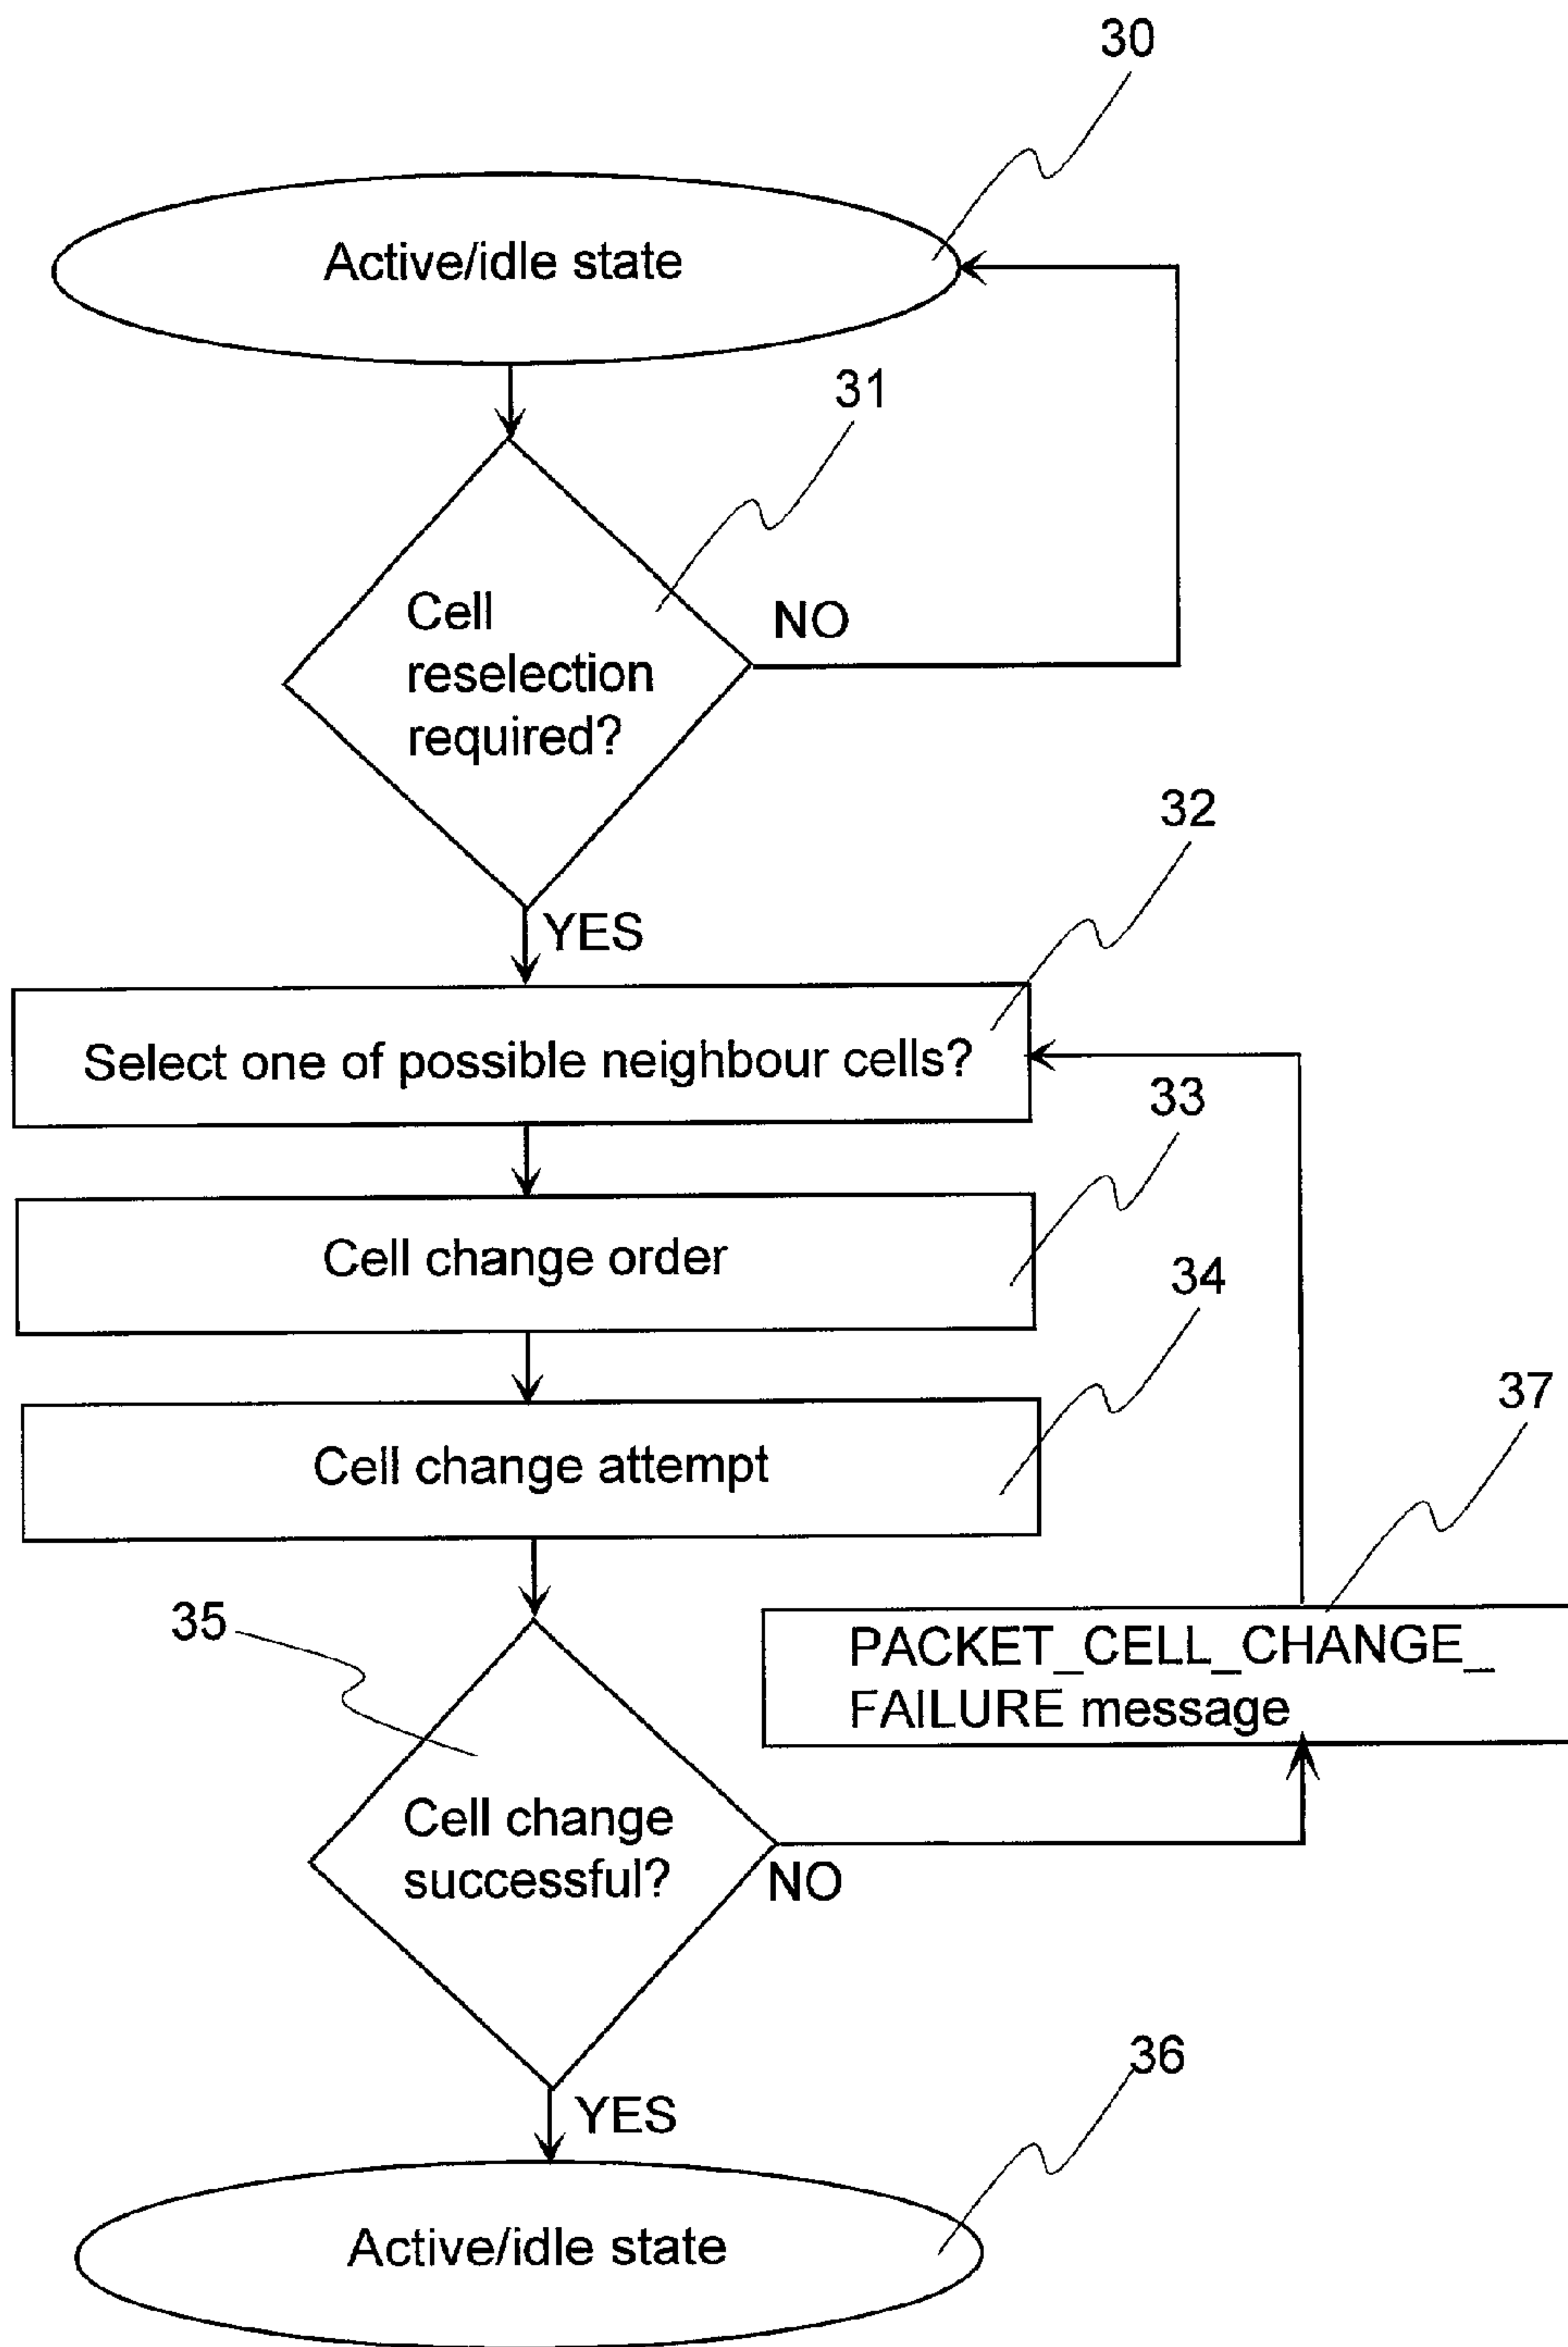 30
Active/idle state
31
Cell
reselection
required?
NO
32
YES
Select one of possible neighbour cells?
33
Cell change order
34
Cell change attempt
37
35
PACKET_CELL_CHANGE_
FAILURE message
Cell change
successful?
NO
36
YES
Active/idle state